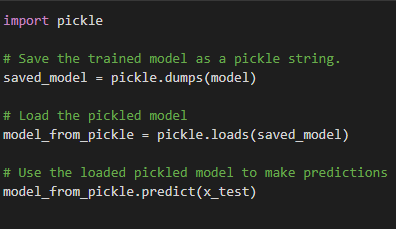 import pickle
# Save the trained model as a pickle string.
saved_model = pickle.dumps(model)
# Load the pickled model
model_from_pickle = pickle.loads(saved_model)
# Use the loaded pickled model to make predictions
model_from_pickle.predict(x_test)